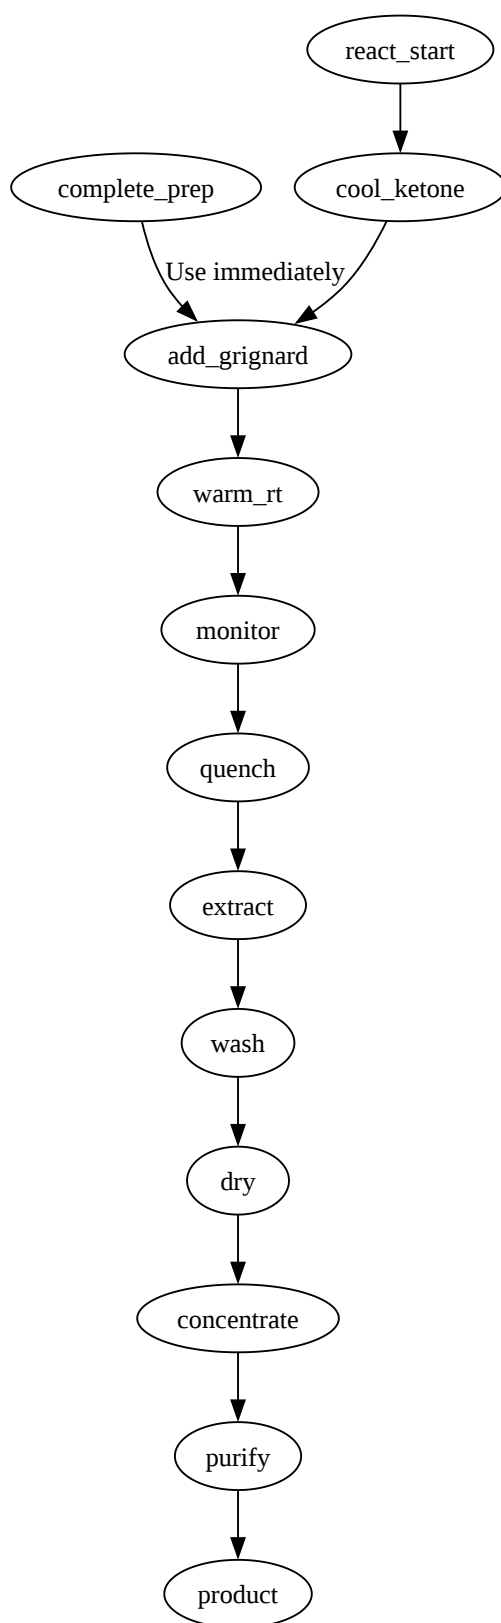 react_start
complete_prep
cool_ketone
Use immediately
add_grignard
warm_rt
monitor
quench
extract
wash
dry
concentrate
purify
product